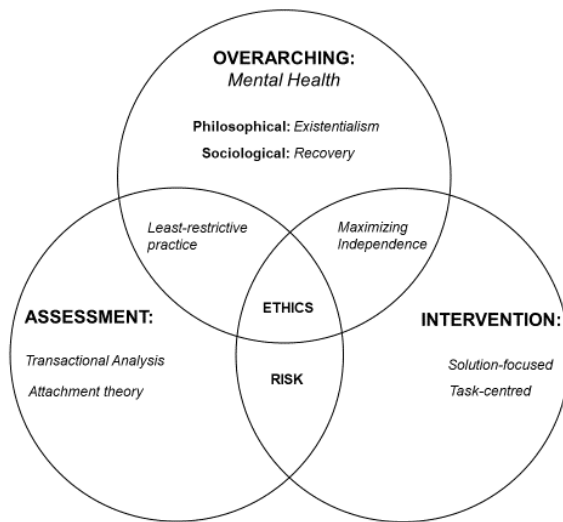 OVERARCHING:
Mental Health
Philosophical: Existentialism
Sociological: Recovery
Least-restrictive
practice
Maximizing
Independence
ETHICS
ASSESSMENT:
Transactional Analysis
Attachment theory
RISK
INTERVENTION:
Solution-focused
Task-centred